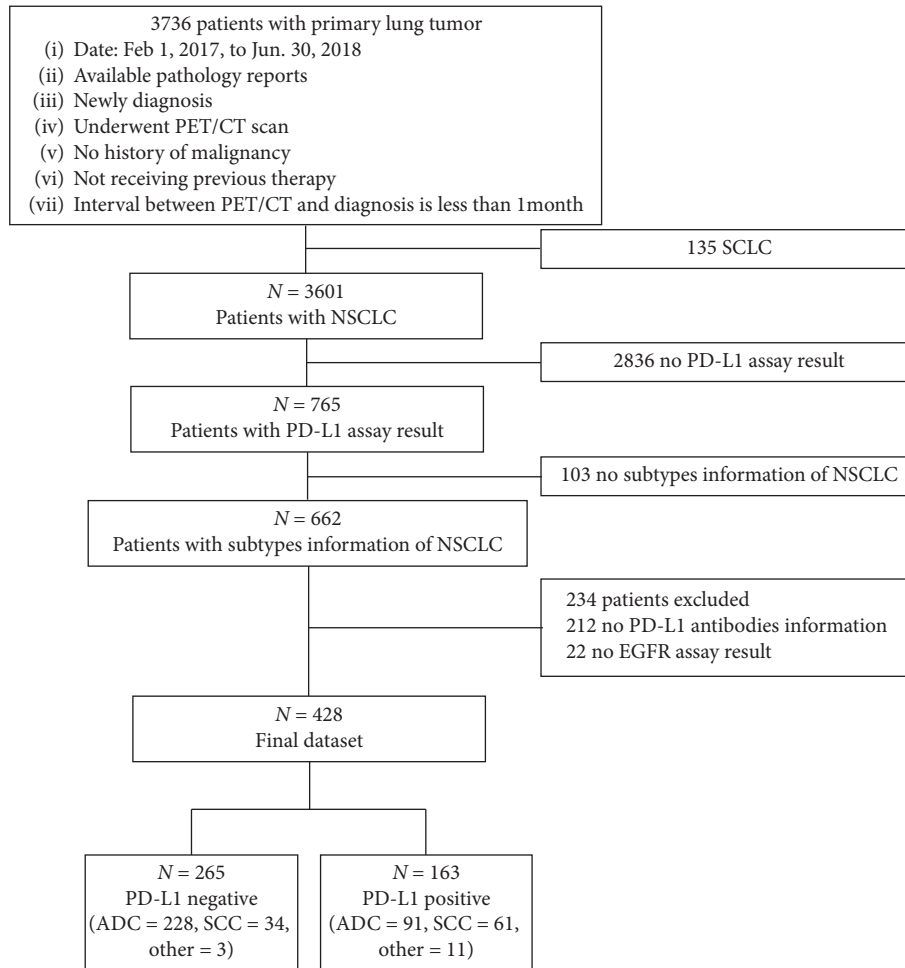 3736 patients with primary lung tumor
(i) Date: Feb 1, 2017, to Jun. 30, 2018
(ii) Available pathology reports
(iii) Newly diagnosis
(iv) Underwent PET/CT scan
(v) No history of malignancy
(vi) Not receiving previous therapy
(vii) Interval between PET/CT and diagnosis is less than 1month
135 SCLC
N = 3601
Patients with NSCLC
2836 no PD-L1 assay result
N = 765
Patients with PD-L1 assay result
103 no subtypes information of NSCLC
N = 662
Patients with subtypes information of NSCLC
234 patients excluded
212 no PD-L1 antibodies information
22 no EGFR assay result
N = 428
Final dataset
N = 265
PD-L1 negative
(ADC = 228, SCC = 34,
other = 3)
N = 163
PD-L1 positive
(ADC = 91, SCC = 61,
other = 11)